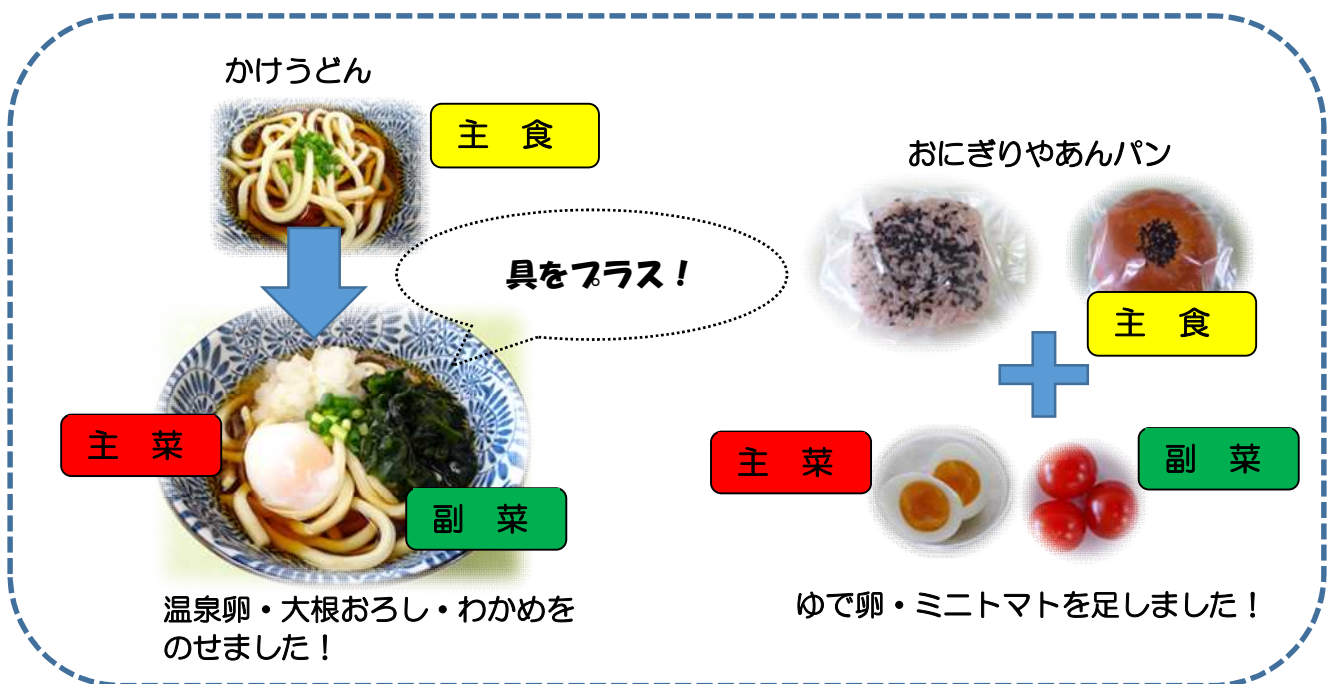 かけうどん
主 食
具をプラス！
主 菜
副 菜
温泉卵・大根おろし・わかめを
のせました！
おにぎりやあんパン
主 食
主 菜
副 菜
ゆで卵・ミニトマトを足しました！